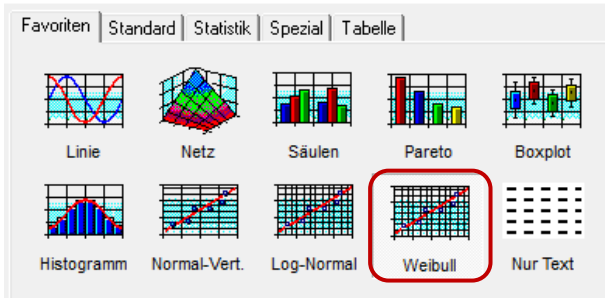 Favoriten Standard Statistik Spezial Tabelle
Linie Netz Säulen Pareto Boxplot
Histogramm Normal-Vert. Log-Normal Weibull Nur Text